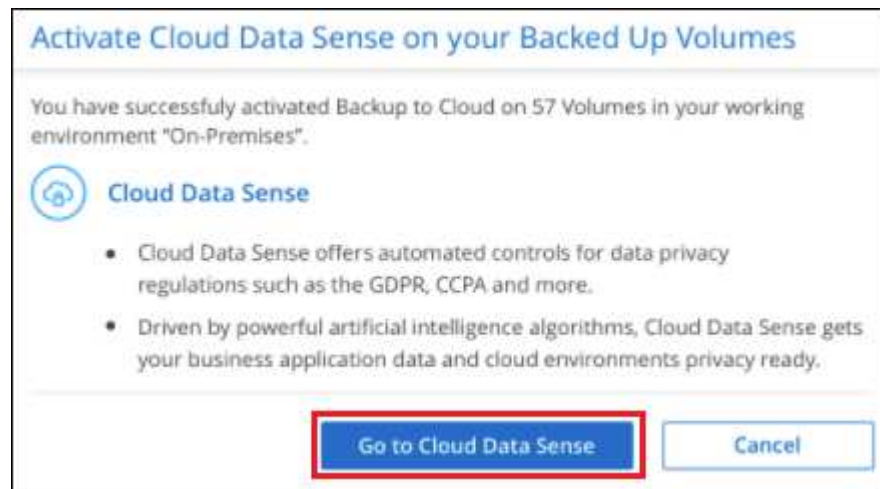 Activate Cloud Data Sense on your Backed Up Volumes
You have successfuly activated Backup to Cloud on 57 Volumes in your working
environment "On-Premises".
Cloud Data Sense
• Cloud Data Sense offers automated controls for data privacy
regulations such as the GDPR, CCPA and more.
• Driven by powerful artificial intelligence algorithms, Cloud Data Sense gets
your business application data and cloud environments privacy ready.
Go to Cloud Data Sense
Cancel